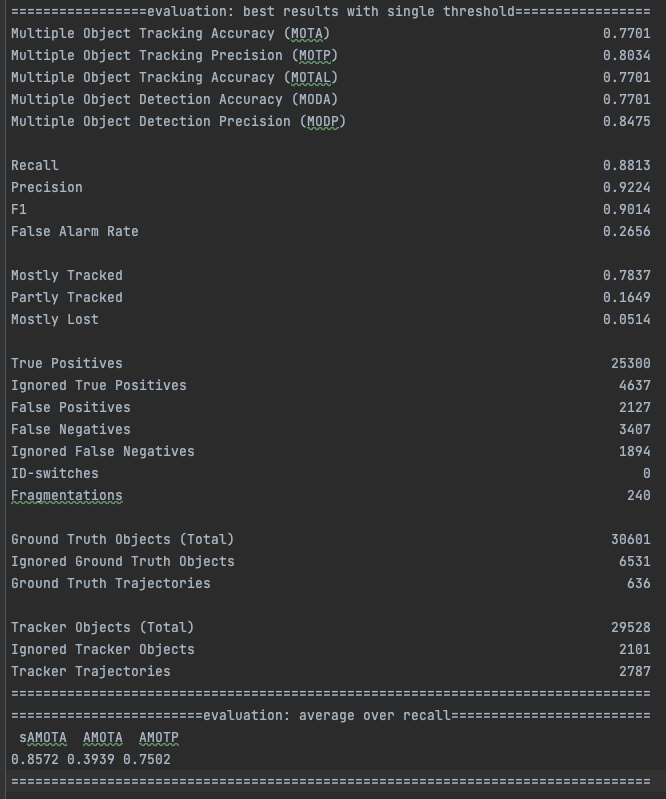 =================evaluation: best results with single threshold=================
Multiple Object Tracking Accuracy (MOTA) 0.7701
Multiple Object Tracking Precision (MOTP) 0.8034
Multiple Object Tracking Accuracy (MOTAL) 0.7701
Multiple Object Detection Accuracy (MODA) 0.7701
Multiple Object Detection Precision (MODP) 0.8475
Recall 0.8813
Precision 0.9224
F1 0.9014
False Alarm Rate 0.2656
Mostly Tracked 0.7837
Partly Tracked 0.1649
Mostly Lost 0.0514
True Positives 25300
Ignored True Positives 4637
False Positives 2127
False Negatives 3407
Ignored False Negatives 1894
ID-switches 0
Fragmentations 240
Ground Truth Objects (Total) 30601
Ignored Ground Truth Objects 6531
Ground Truth Trajectories 636
Tracker Objects (Total) 29528
Ignored Tracker Objects 2101
Tracker Trajectories 2787
================================================================================
========================evaluation: average over recall=========================
sAMOTA AMOTA AMOTP
0.8572 0.3939 0.7502
================================================================================